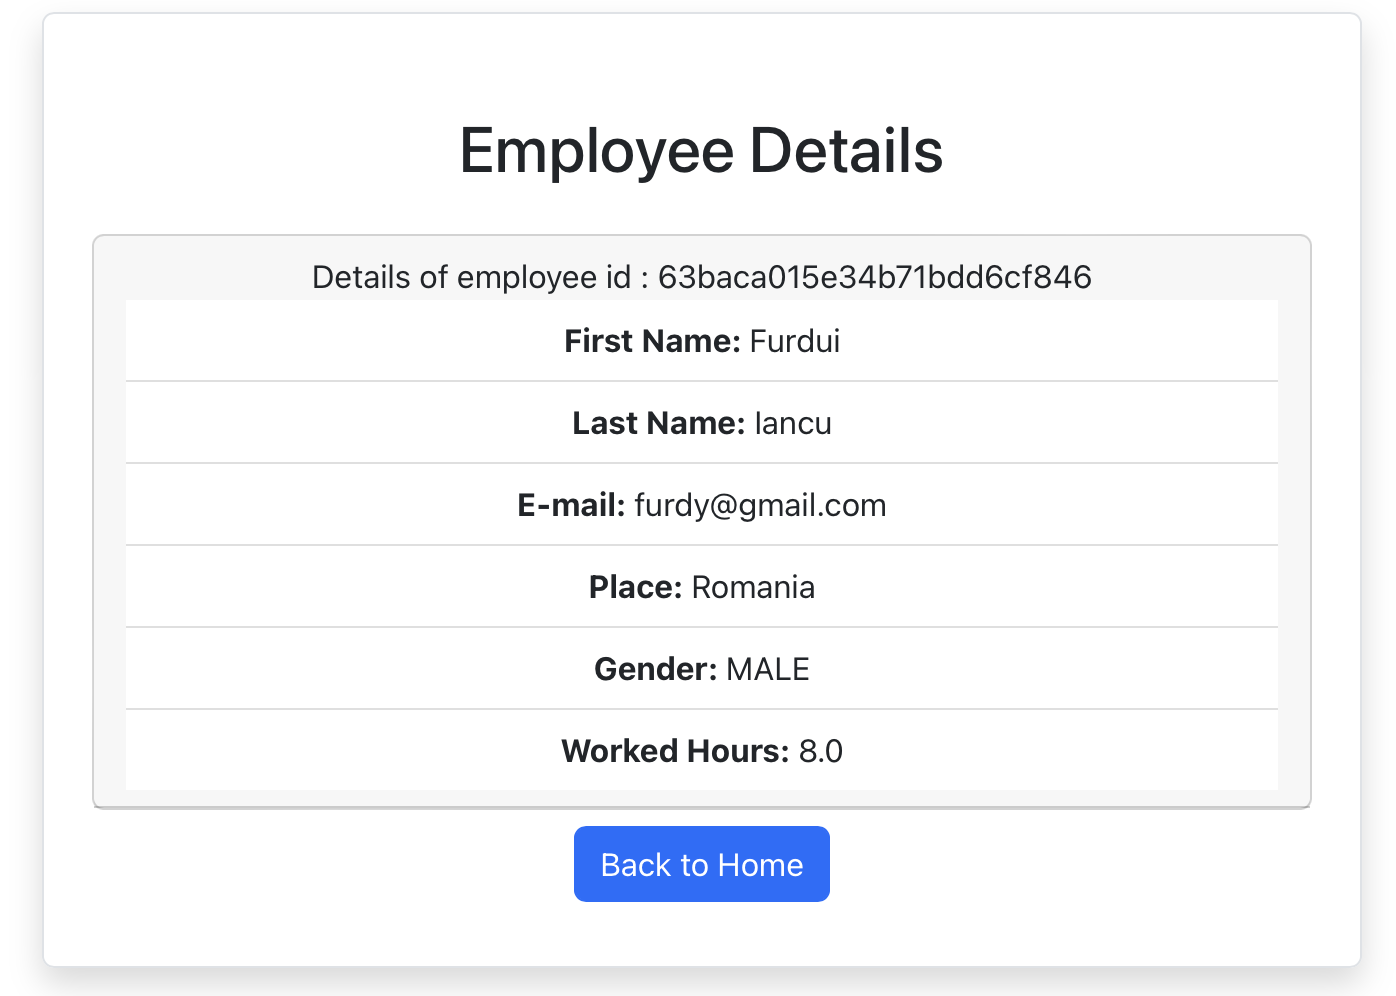 Employee Details
Details of employee id : 63baca015e34b71bdd6cf846
First Name: Furdui
Last Name: Iancu
E-mail: furdy@gmail.com
Place: Romania
Gender: MALE
Worked Hours: 8.0
Back to Home